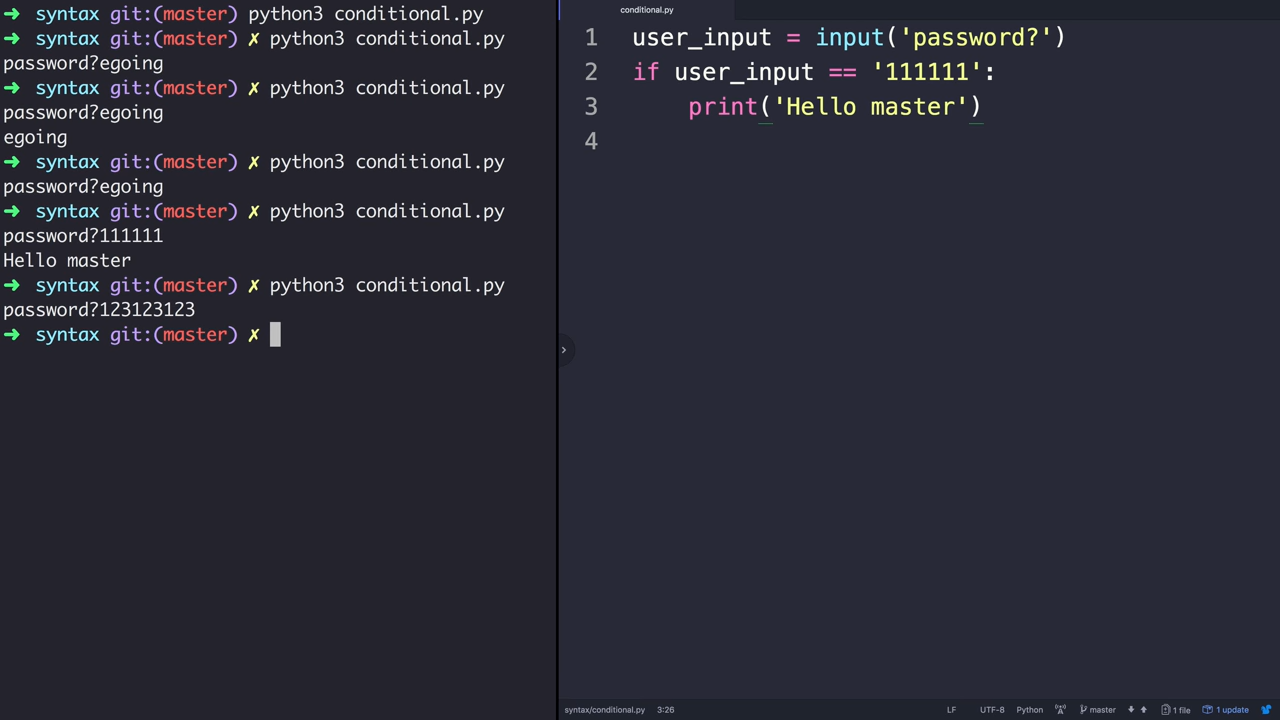 ➜ syntax git:(master) python3 conditional.py
➜ syntax git:(master) ✗ python3 conditional.py
password?egoing
➜ syntax git:(master) ✗ python3 conditional.py
password?egoing
egoing
➜ syntax git:(master) ✗ python3 conditional.py
password?egoing
➜ syntax git:(master) ✗ python3 conditional.py
password?111111
Hello master
➜ syntax git:(master) ✗ python3 conditional.py
password?123123123
➜ syntax git:(master) ✗
conditional.py
1 user_input = input('password?')
2 if user_input == '111111':
3     print('Hello master')
4
syntax/conditional.py 3:26 LF UTF-8 Python master 1 file 1 update